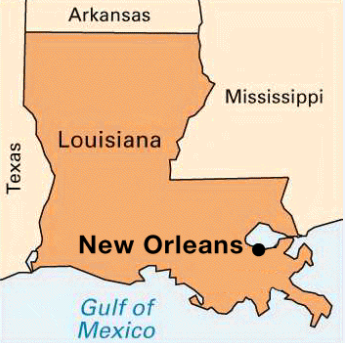 Arkansas
Mississippi
Louisiana
Texas
New Orleans
Gulf of
Mexico